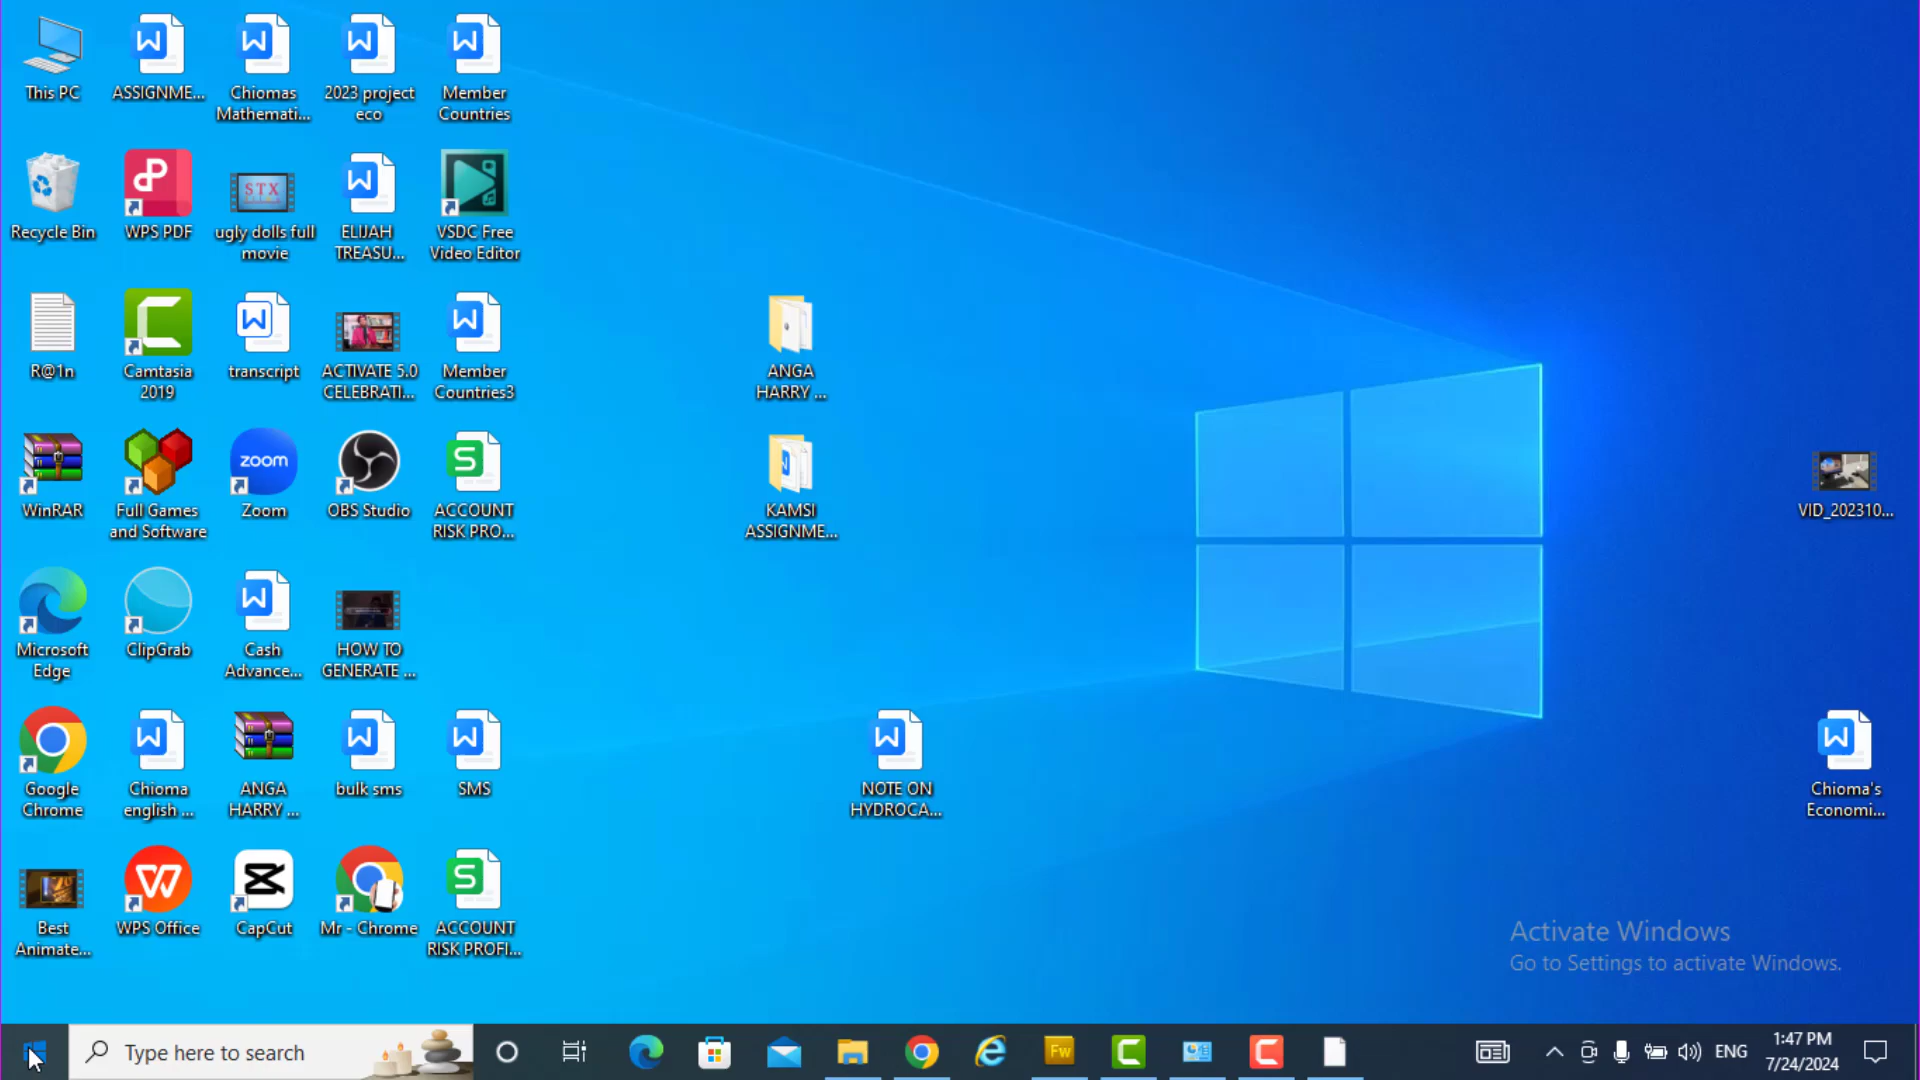 This PC
ASSIGNME...
Chiomas
Mathemati...
2023 project
eco
Member
Countries
Recycle Bin
WPS PDF
STX
ugly dolls full
movie
ELIJAH
TREASU...
VSDC Free
Video Editor
R@1n
Camtasia
2019
transcript
ACTIVATE 5.0
CELEBRATI...
Member
Countries3
ANGA
HARRY ...
WinRAR
Full Games
and Software
zoom
Zoom
OBS Studio
ACCOUNT
RISK PRO...
KAMSI
ASSIGNME...
VID_202310...
Microsoft
Edge
ClipGrab
Cash
Advance...
HOW TO
GENERATE ...
Google
Chrome
Chioma
english ...
ANGA
HARRY ...
bulk sms
SMS
NOTE ON
HYDROCA...
Chioma's
Economi...
Best
Animate...
WPS Office
CapCut
Mr - Chrome
ACCOUNT
RISK PROFI...
Activate Windows
Go to Settings to activate Windows.
Type here to search
Fw
ENG
1:47 PM
7/24/2024